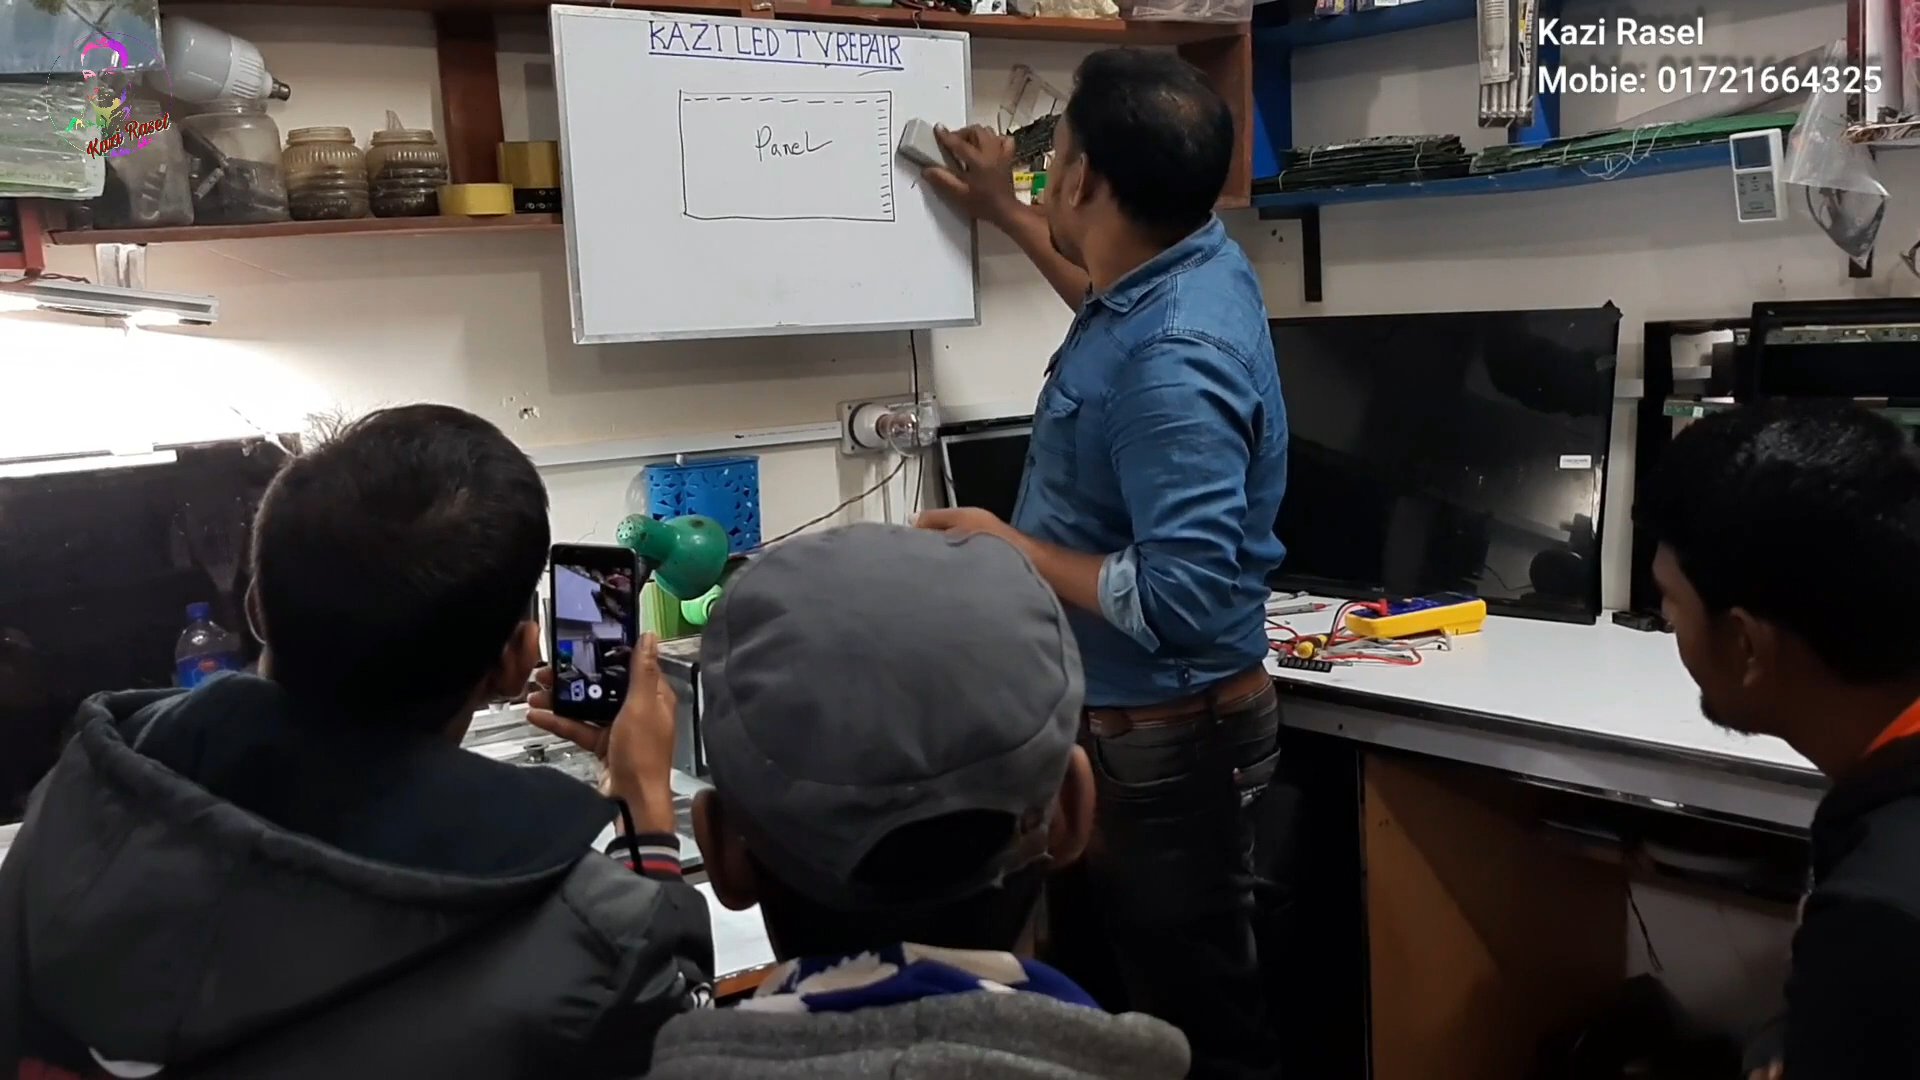 KAZI LED TV REPAIR
Panel
Kazi Rasel
Mobie: 01721664325
Kazi Rasel